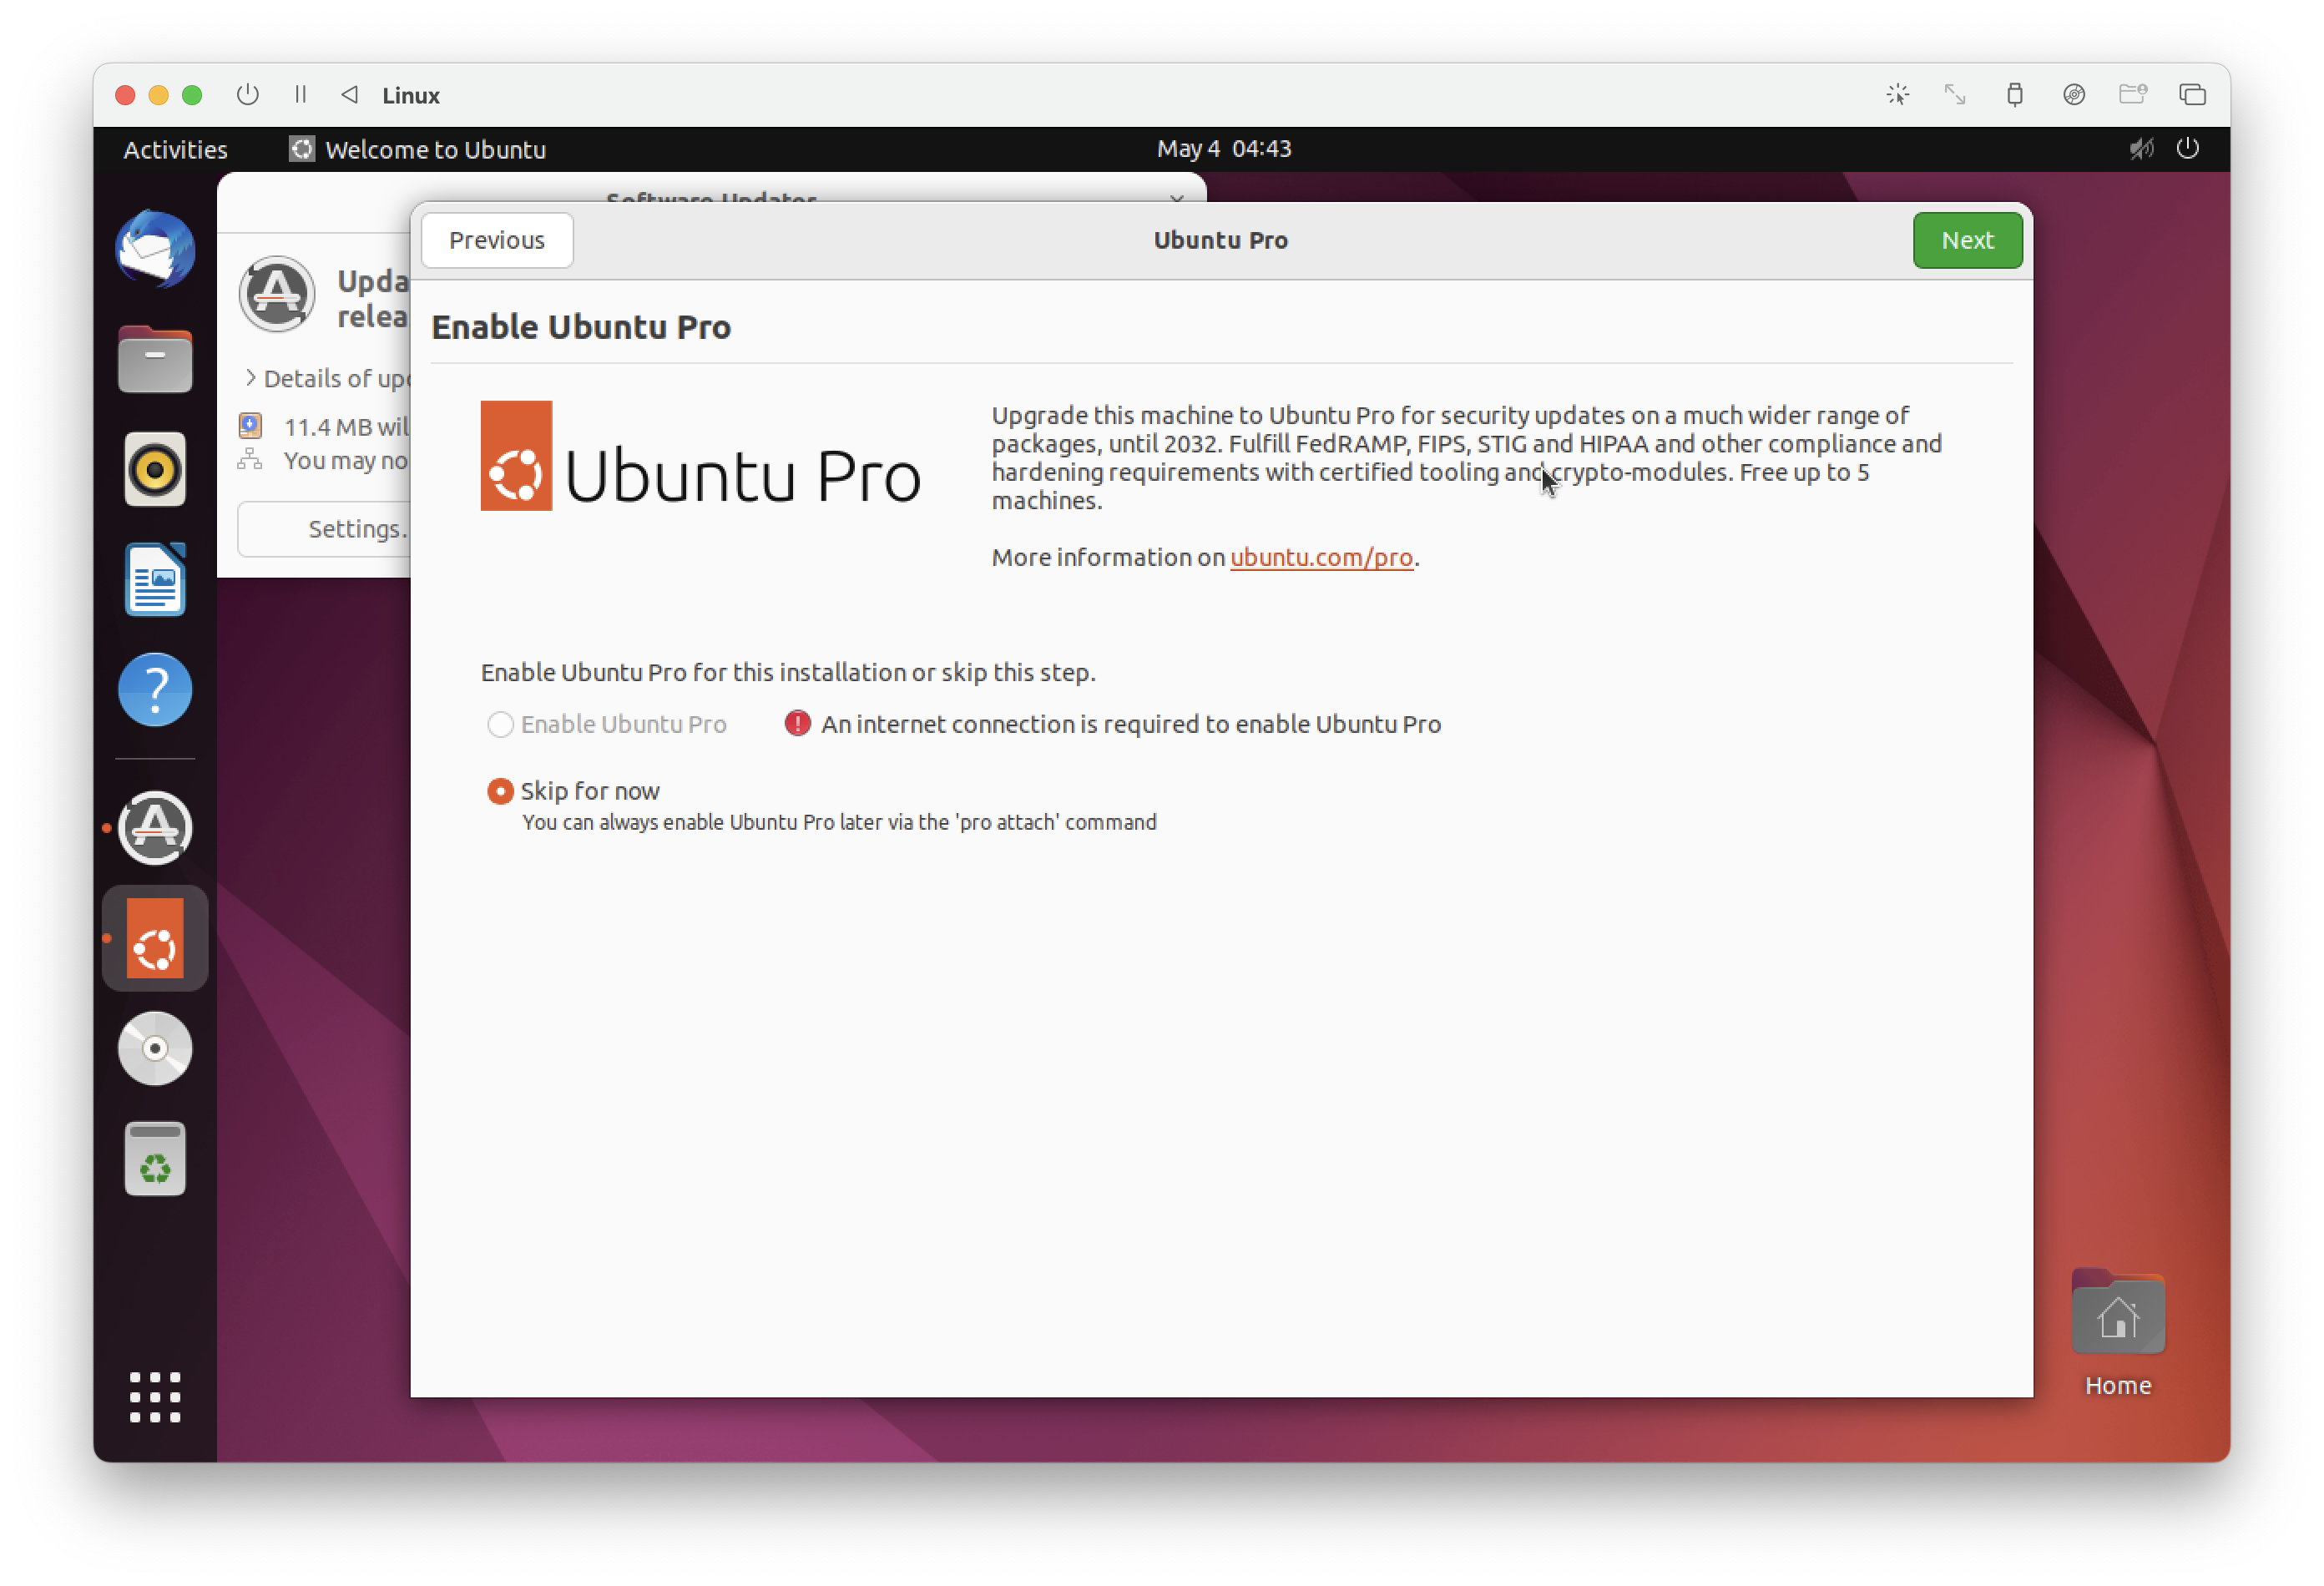 Linux
Activities
Welcome to Ubuntu
May 4 04:43
Software Updater
Previous
Ubuntu Pro
Next
Upda
relea
Details of upd
11.4 MB wil
You may no
Settings.
Enable Ubuntu Pro
Ubuntu Pro
Upgrade this machine to Ubuntu Pro for security updates on a much wider range of
packages, until 2032. Fulfill FedRAMP, FIPS, STIG and HIPAA and other compliance and
hardening requirements with certified tooling and crypto-modules. Free up to 5
machines.
More information on ubuntu.com/pro.
Enable Ubuntu Pro for this installation or skip this step.
Enable Ubuntu Pro
An internet connection is required to enable Ubuntu Pro
Skip for now
You can always enable Ubuntu Pro later via the 'pro attach' command
Home